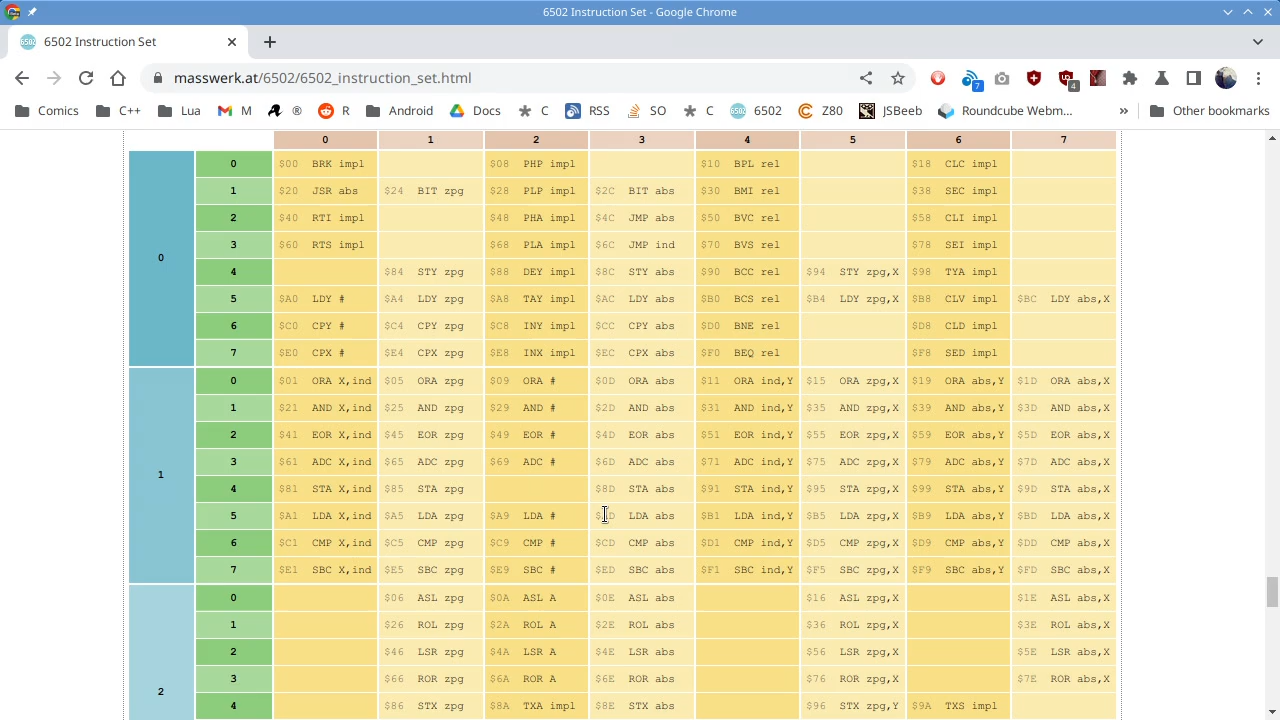 6502 Instruction Set - Google Chrome
6502 Instruction Set
masswerk.at/6502/6502_instruction_set.html
7 4
Comics C++ Lua M ® R Android Docs C RSS SO C 6502 Z80 JSBeeb Roundcube Webm... » Other bookmarks
0 1 2 3 4 5 6 7
0
0 $00 BRK impl $08 PHP impl $10 BPL rel $18 CLC impl
1 $20 JSR abs $24 BIT zpg $28 PLP impl $2C BIT abs $30 BMI rel $38 SEC impl
2 $40 RTI impl $48 PHA impl $4C JMP abs $50 BVC rel $58 CLI impl
3 $60 RTS impl $68 PLA impl $6C JMP ind $70 BVS rel $78 SEI impl
4 $84 STY zpg $88 DEY impl $8C STY abs $90 BCC rel $94 STY zpg,X $98 TYA impl
5 $A0 LDY # $A4 LDY zpg $A8 TAY impl $AC LDY abs $B0 BCS rel $B4 LDY zpg,X $B8 CLV impl $BC LDY abs,X
6 $C0 CPY # $C4 CPY zpg $C8 INY impl $CC CPY abs $D0 BNE rel $D8 CLD impl
7 $E0 CPX # $E4 CPX zpg $E8 INX impl $EC CPX abs $F0 BEQ rel $F8 SED impl
1
0 $01 ORA X,ind $05 ORA zpg $09 ORA # $0D ORA abs $11 ORA ind,Y $15 ORA zpg,X $19 ORA abs,Y $1D ORA abs,X
1 $21 AND X,ind $25 AND zpg $29 AND # $2D AND abs $31 AND ind,Y $35 AND zpg,X $39 AND abs,Y $3D AND abs,X
2 $41 EOR X,ind $45 EOR zpg $49 EOR # $4D EOR abs $51 EOR ind,Y $55 EOR zpg,X $59 EOR abs,Y $5D EOR abs,X
3 $61 ADC X,ind $65 ADC zpg $69 ADC # $6D ADC abs $71 ADC ind,Y $75 ADC zpg,X $79 ADC abs,Y $7D ADC abs,X
4 $81 STA X,ind $85 STA zpg $8D STA abs $91 STA ind,Y $95 STA zpg,X $99 STA abs,Y $9D STA abs,X
5 $A1 LDA X,ind $A5 LDA zpg $A9 LDA # LDA abs $B1 LDA ind,Y $B5 LDA zpg,X $B9 LDA abs,Y $BD LDA abs,X
6 $C1 CMP X,ind $C5 CMP zpg $C9 CMP # $CD CMP abs $D1 CMP ind,Y $D5 CMP zpg,X $D9 CMP abs,Y $DD CMP abs,X
7 $E1 SBC X,ind $E5 SBC zpg $E9 SBC # $ED SBC abs $F1 SBC ind,Y $F5 SBC zpg,X $F9 SBC abs,Y $FD SBC abs,X
2
0 $06 ASL zpg $0A ASL A $0E ASL abs $16 ASL zpg,X $1E ASL abs,X
1 $26 ROL zpg $2A ROL A $2E ROL abs $36 ROL zpg,X $3E ROL abs,X
2 $46 LSR zpg $4A LSR A $4E LSR abs $56 LSR zpg,X $5E LSR abs,X
3 $66 ROR zpg $6A ROR A $6E ROR abs $76 ROR zpg,X $7E ROR abs,X
4 $86 STX zpg $8A TXA impl $8E STX abs $96 STX zpg,Y $9A TXS impl